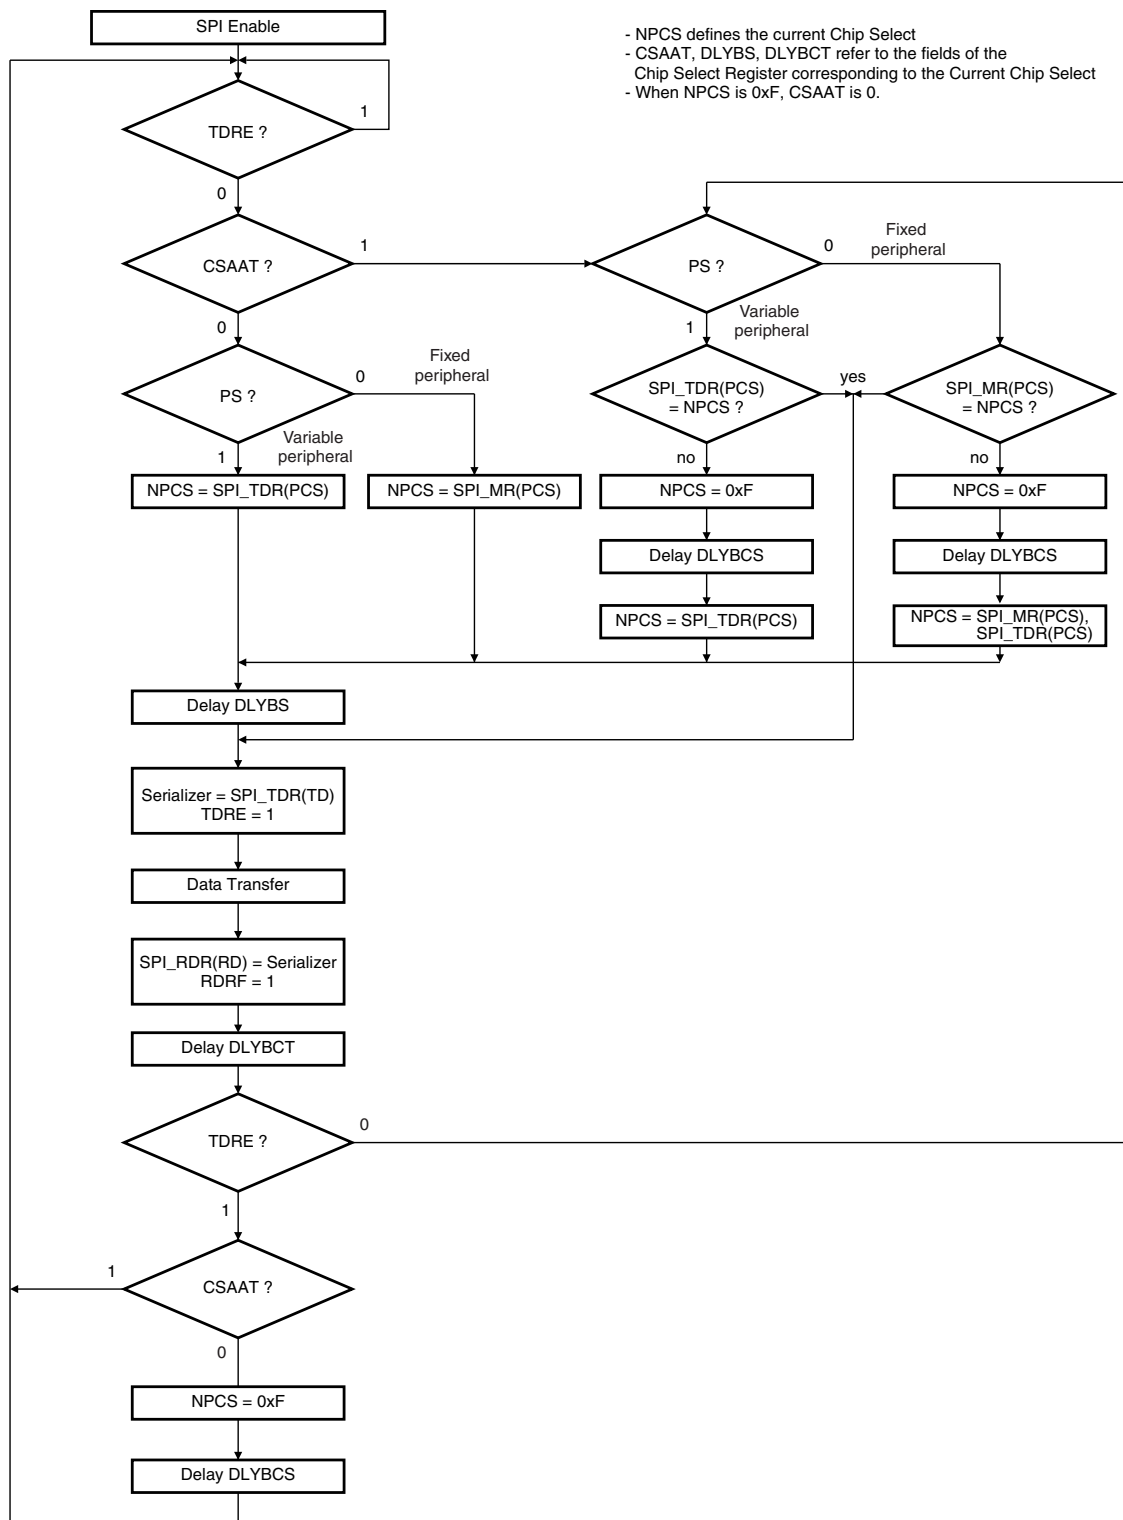 SPI Enable
- NPCS defines the current Chip Select
- CSAAT, DLYBS, DLYBCT refer to the fields of the
Chip Select Register corresponding to the Current Chip Select
- When NPCS is 0xF, CSAAT is 0.
TDRE ?
1
0
CSAAT ?
1
0
PS ?
0
Fixed
peripheral
1
Variable
peripheral
NPCS = SPI_TDR(PCS)
NPCS = SPI_MR(PCS)
PS ?
0
Fixed
peripheral
1
Variable
peripheral
SPI_TDR(PCS)
= NPCS ?
yes
SPI_MR(PCS)
= NPCS ?
no
no
NPCS = 0xF
NPCS = 0xF
Delay DLYBCS
Delay DLYBCS
NPCS = SPI_TDR(PCS)
NPCS = SPI_MR(PCS),
SPI_TDR(PCS)
Delay DLYBS
Serializer = SPI_TDR(TD)
TDRE = 1
Data Transfer
SPI_RDR(RD) = Serializer
RDRF = 1
Delay DLYBCT
TDRE ?
0
1
CSAAT ?
1
0
NPCS = 0xF
Delay DLYBCS